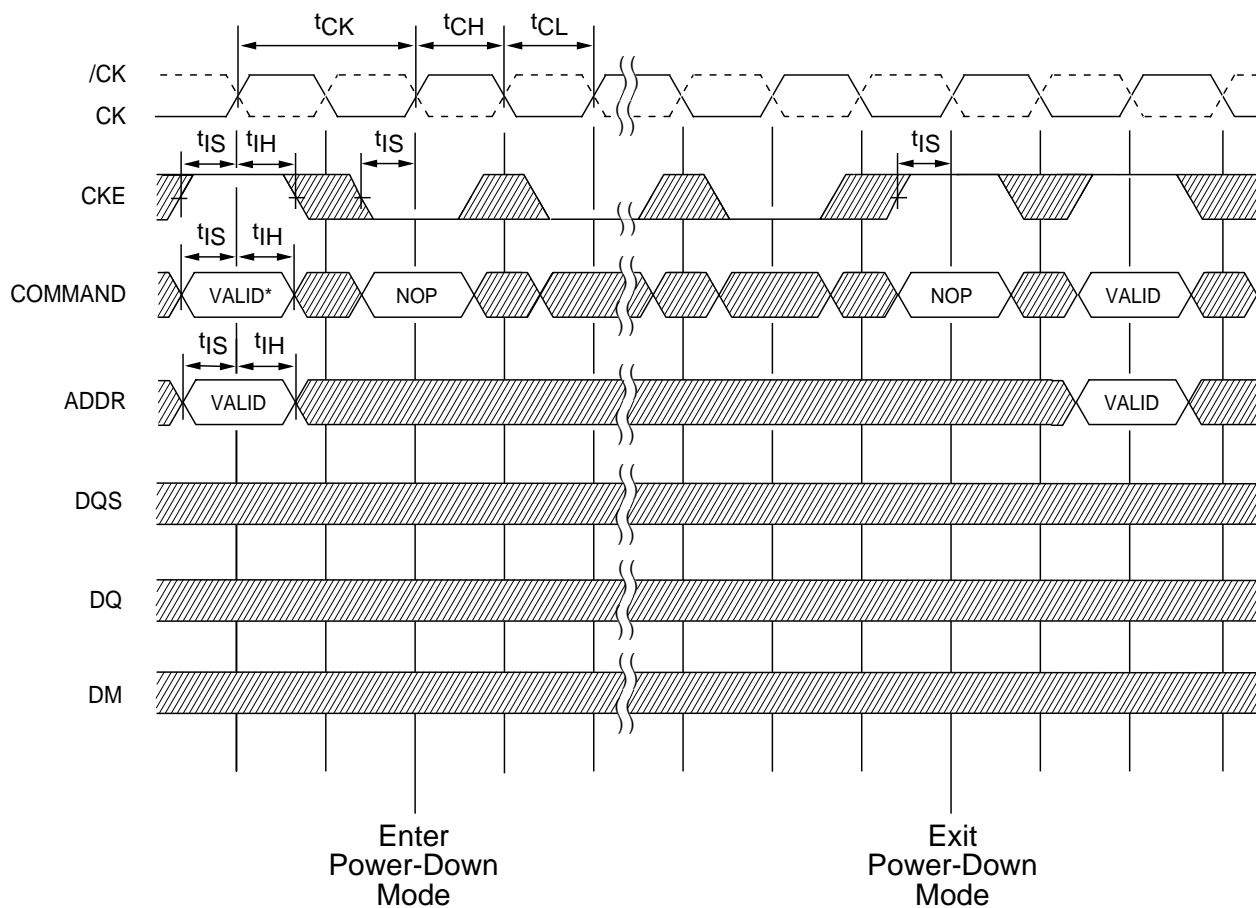 tCK tCH tCL
/CK
CK
tIS tIH tIS tIS
CKE
tIS tIH
COMMAND VALID* NOP NOP VALID
tIS tIH
ADDR VALID VALID
DQS
DQ
DM
Enter
Power-Down
Mode
Exit
Power-Down
Mode